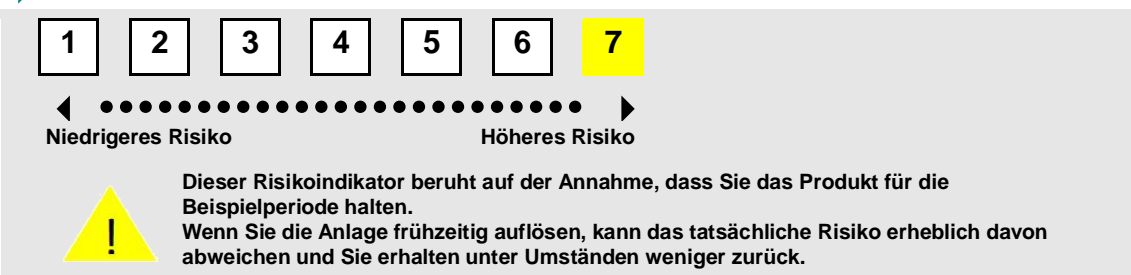 1 2 3 4 5 6 7
Niedrigeres Risiko Höheres Risiko
Dieser Risikoindikator beruht auf der Annahme, dass Sie das Produkt für die
Beispielperiode halten.
Wenn Sie die Anlage frühzeitig auflösen, kann das tatsächliche Risiko erheblich davon
abweichen und Sie erhalten unter Umständen weniger zurück.
!